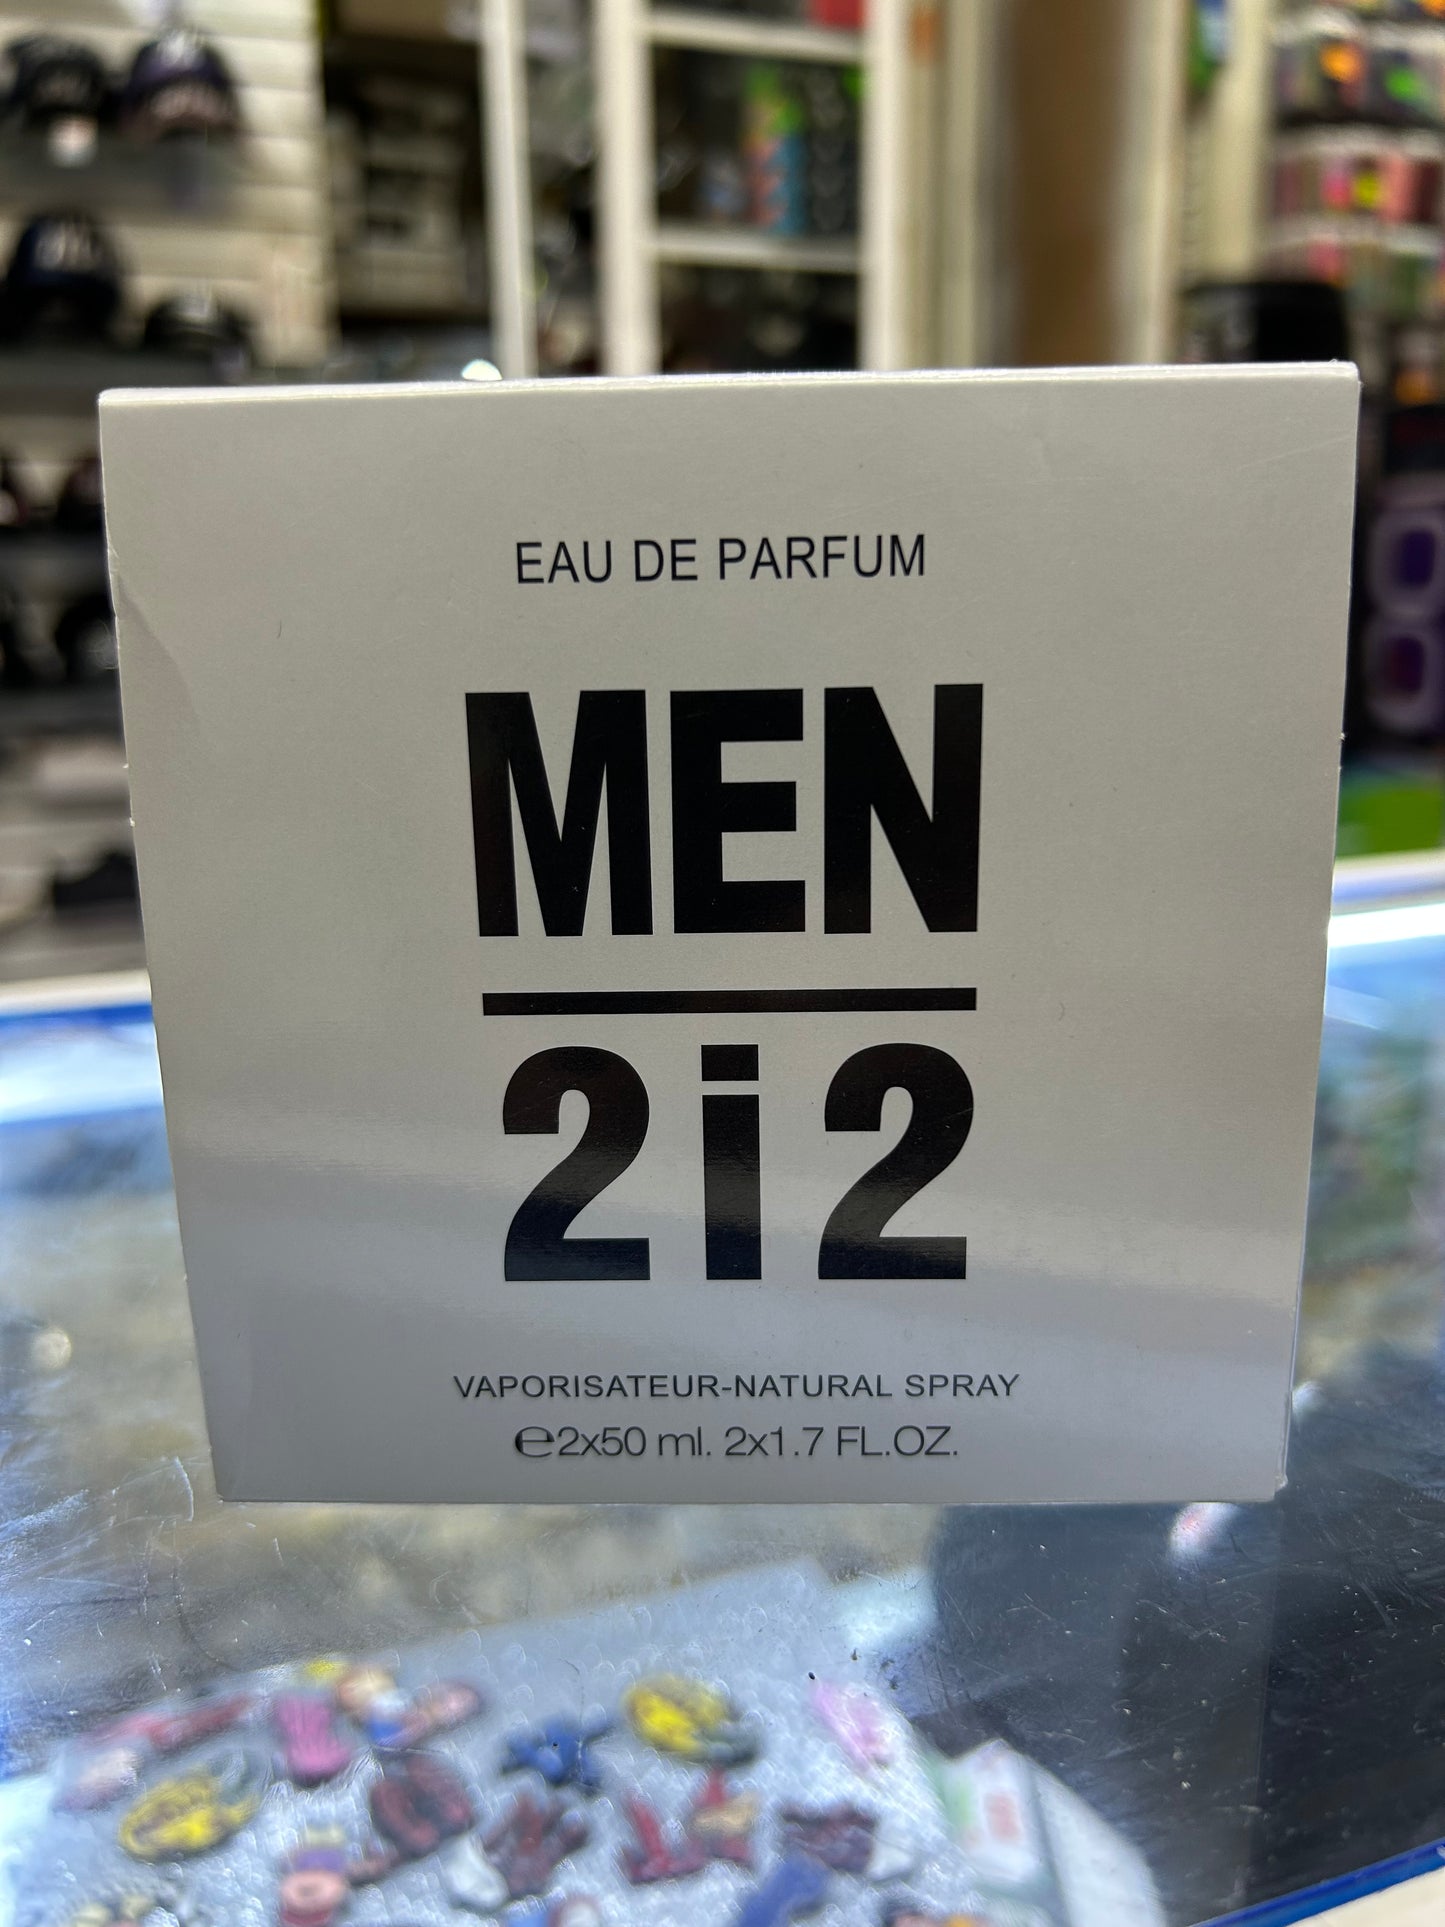 EAU DE PARFUM
MEN
2i2
VAPORISATEUR-NATURAL SPRAY
℮2x50 ml. 2x1.7 FL.OZ.